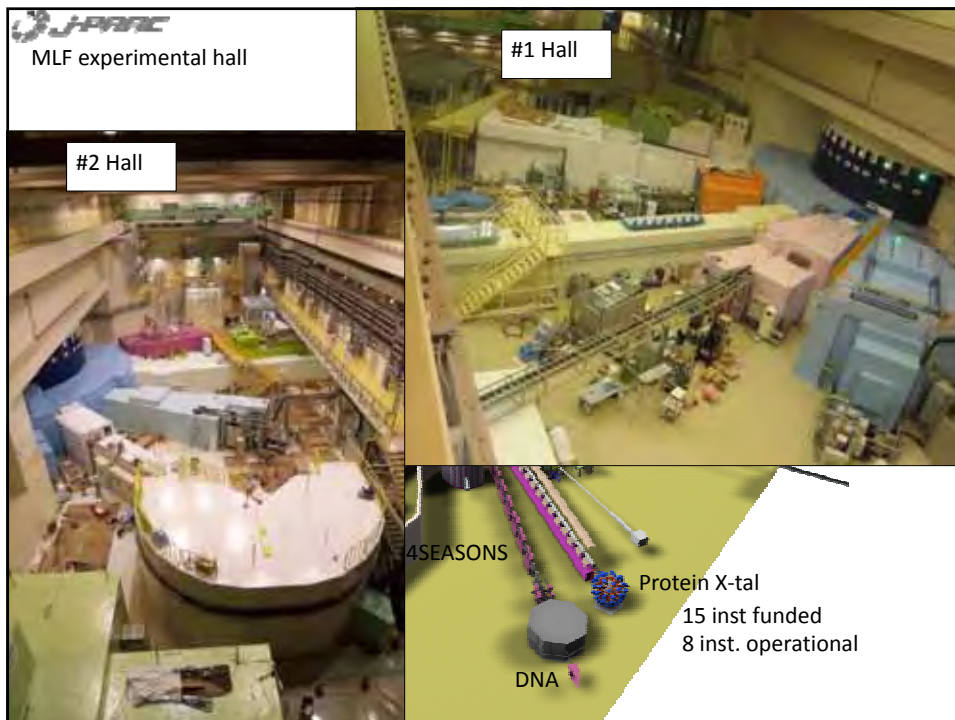 J-PARC
MLF experimental hall
#1 Hall
#2 Hall
4SEASONS
Protein X-tal
15 inst funded
8 inst. operational
DNA